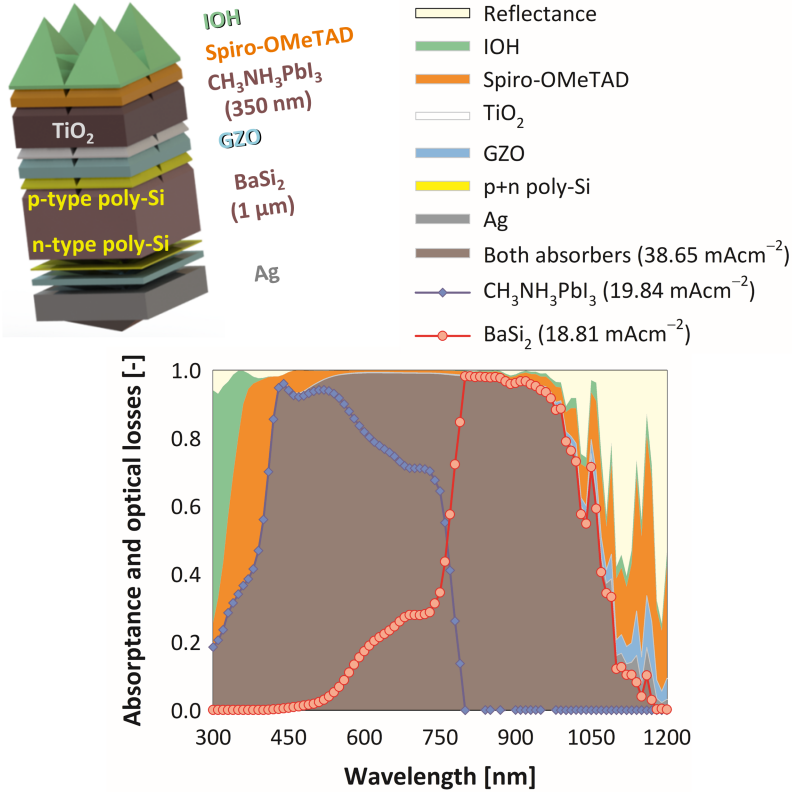 IOH
Spiro-OMeTAD
CH₃NH₃PbI₃
(350 nm)
TiO₂
GZO
BaSi₂
(1 µm)
p-type poly-Si
n-type poly-Si
Ag
Reflectance
IOH
Spiro-OMeTAD
TiO₂
GZO
p+n poly-Si
Ag
Both absorbers (38.65 mAcm⁻²)
CH₃NH₃PbI₃ (19.84 mAcm⁻²)
BaSi₂ (18.81 mAcm⁻²)
Absorptance and optical losses [-]
1.0
0.8
0.6
0.4
0.2
0.0
300 450 600 750 900 1050 1200
Wavelength [nm]